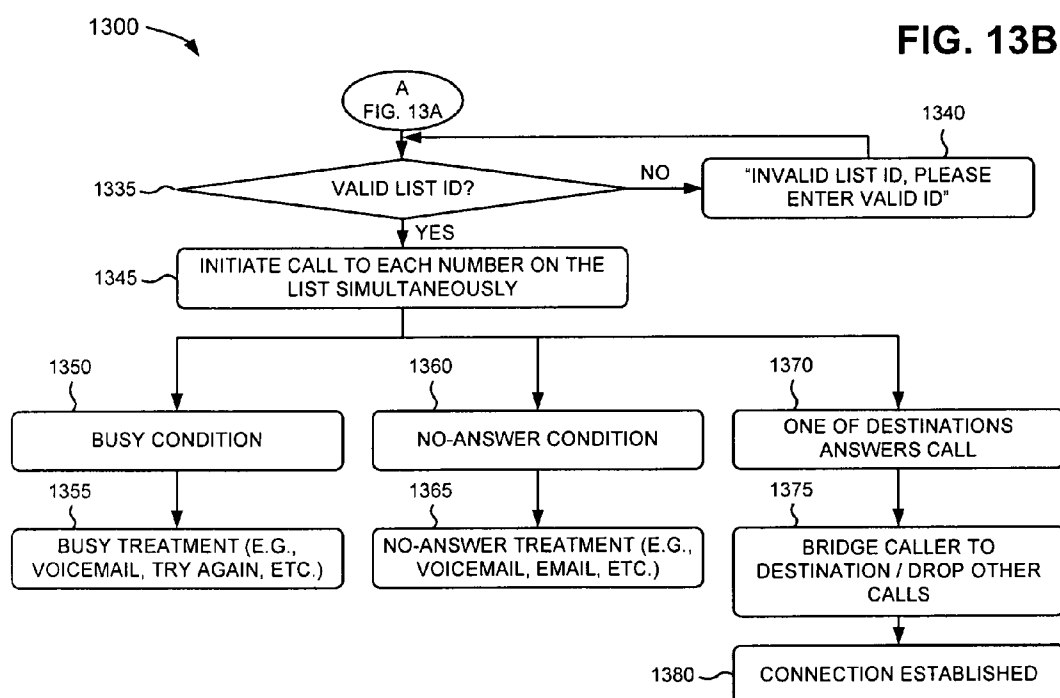 1300
FIG. 13B
A
FIG. 13A
1340
1335
VALID LIST ID?
NO
"INVALID LIST ID, PLEASE
ENTER VALID ID"
YES
1345
INITIATE CALL TO EACH NUMBER ON THE
LIST SIMULTANEOUSLY
1350
1360
1370
BUSY CONDITION
NO-ANSWER CONDITION
ONE OF DESTINATIONS
ANSWERS CALL
1355
1365
1375
BUSY TREATMENT (E.G.,
VOICEMAIL, TRY AGAIN, ETC.)
NO-ANSWER TREATMENT (E.G.,
VOICEMAIL, EMAIL, ETC.)
BRIDGE CALLER TO
DESTINATION / DROP OTHER
CALLS
1380
CONNECTION ESTABLISHED